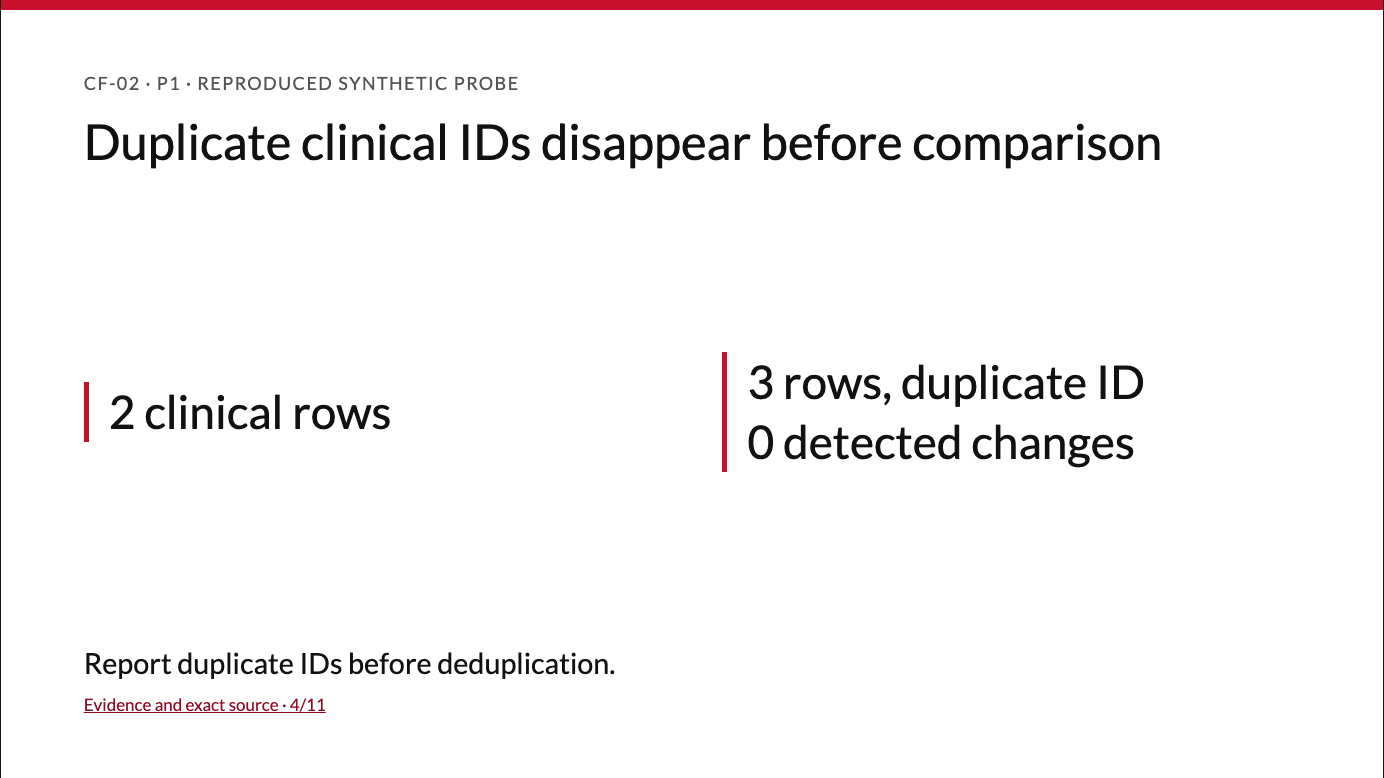 CF-02 · P1 · REPRODUCED SYNTHETIC PROBE
Duplicate clinical IDs disappear before comparison
2 clinical rows
3 rows, duplicate ID
0 detected changes
Report duplicate IDs before deduplication.
Evidence and exact source · 4/11